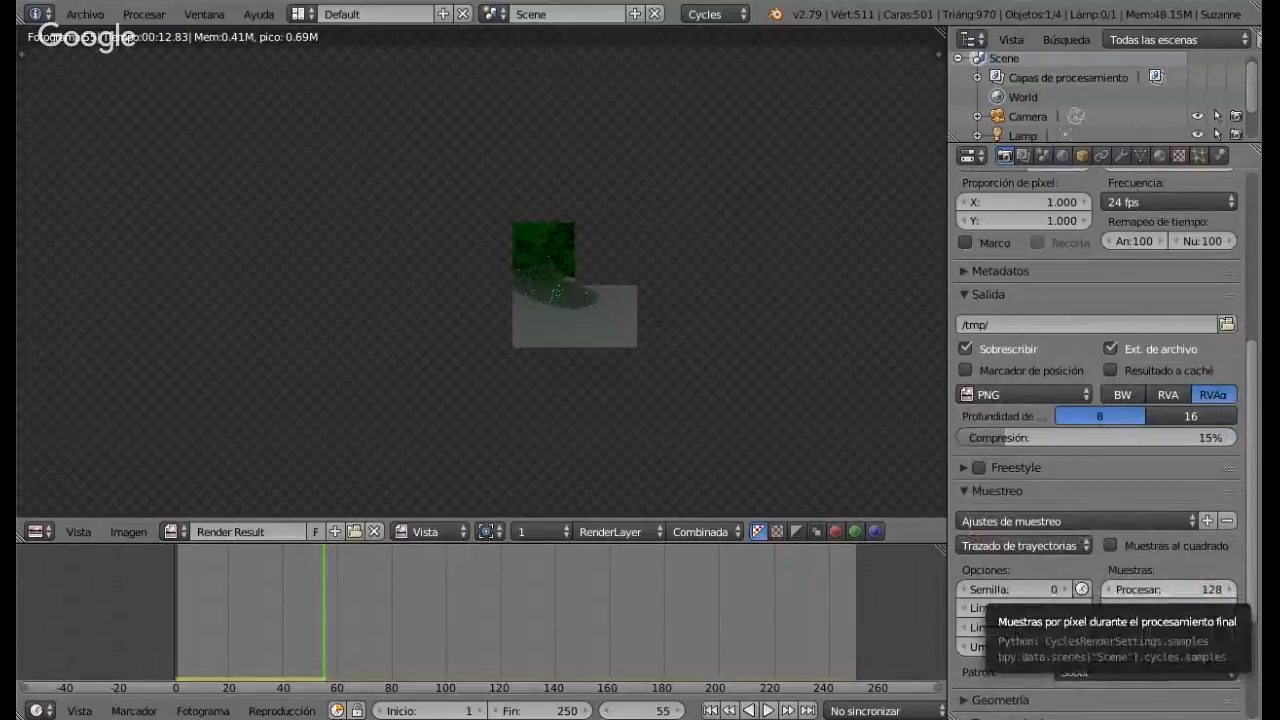 Archivo Procesar Ventana Ayuda Default Scene Cycles v2.79 | Vért:511 | Caras:501 | Triáng:970 | Objetos:1/4 | Lámp:0/1 | Mem:48.15M | Suzanne
Google
00:12.83| Mem:0.41M, pico: 0.69M
Vista Búsqueda Todas las escenas
Scene
Capas de procesamiento
World
Camera
Lamp
Proporción de píxel: Frecuencia:
X: 1.000 24 fps
Y: 1.000 Remapeo de tiempo:
Marco Recorta An:100 Nu:100
Metadatos
Salida
/tmp/
Sobrescribir Ext. de archivo
Marcador de posición Resultado a caché
PNG BW RVA RVAα
Profundidad de ... 8 16
Compresión: 15%
Freestyle
Muestreo
Ajustes de muestreo
Trazado de trayectorias Muestras al cuadrado
Opciones: Muestras:
Semilla: 0 Procesar: 128
Muestras por píxel durante el procesamiento final
Python: CyclesRenderSettings.samples
bpy.data.scenes["Scene"].cycles.samples
Geometría
Vista Imagen Render Result F Vista 1 RenderLayer Combinada
-40 -20 0 20 40 60 80 100 120 140 160 180 200 220 240 260
Vista Marcador Fotograma Reproducción Inicio: 1 Fin: 250 55 No sincronizar